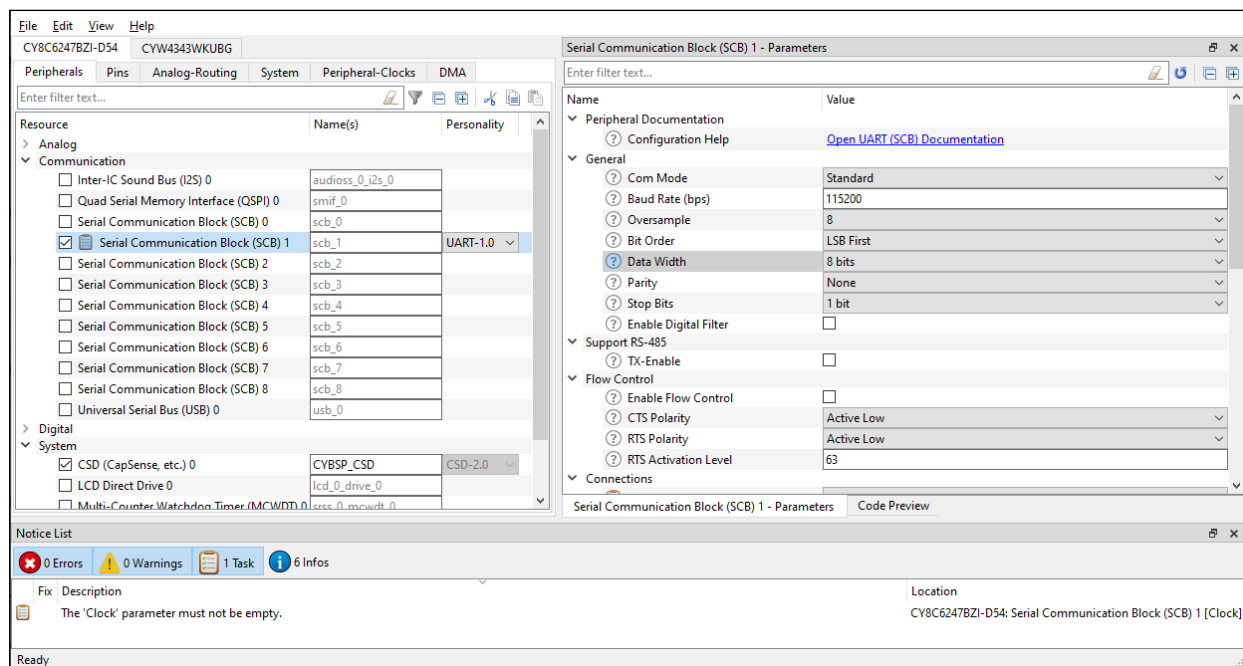 File Edit View Help
CY8C6247BZI-D54 CYW4343WKUBG
Peripherals Pins Analog-Routing System Peripheral-Clocks DMA
Enter filter text...
Resource Name(s) Personality
Analog
Communication
Inter-IC Sound Bus (I2S) 0 audioss_0_i2s_0
Quad Serial Memory Interface (QSPI) 0 smif_0
Serial Communication Block (SCB) 0 scb_0
Serial Communication Block (SCB) 1 scb_1 UART-1.0
Serial Communication Block (SCB) 2 scb_2
Serial Communication Block (SCB) 3 scb_3
Serial Communication Block (SCB) 4 scb_4
Serial Communication Block (SCB) 5 scb_5
Serial Communication Block (SCB) 6 scb_6
Serial Communication Block (SCB) 7 scb_7
Serial Communication Block (SCB) 8 scb_8
Universal Serial Bus (USB) 0 usb_0
Digital
System
CSD (CapSense, etc.) 0 CYBSP_CSD CSD-2.0
LCD Direct Drive 0 lcd_0_drive_0
Multi-Counter Watchdog Timer (MCWDT) 0 srss_0_mcwdt_0
Serial Communication Block (SCB) 1 - Parameters
Enter filter text...
Name Value
Peripheral Documentation
Configuration Help Open UART (SCB) Documentation
General
Com Mode Standard
Baud Rate (bps) 115200
Oversample 8
Bit Order LSB First
Data Width 8 bits
Parity None
Stop Bits 1 bit
Enable Digital Filter
Support RS-485
TX-Enable
Flow Control
Enable Flow Control
CTS Polarity Active Low
RTS Polarity Active Low
RTS Activation Level 63
Connections
Serial Communication Block (SCB) 1 - Parameters Code Preview
Notice List
0 Errors 0 Warnings 1 Task 6 Infos
Fix Description Location
The 'Clock' parameter must not be empty. CY8C6247BZI-D54: Serial Communication Block (SCB) 1 [Clock]
Ready